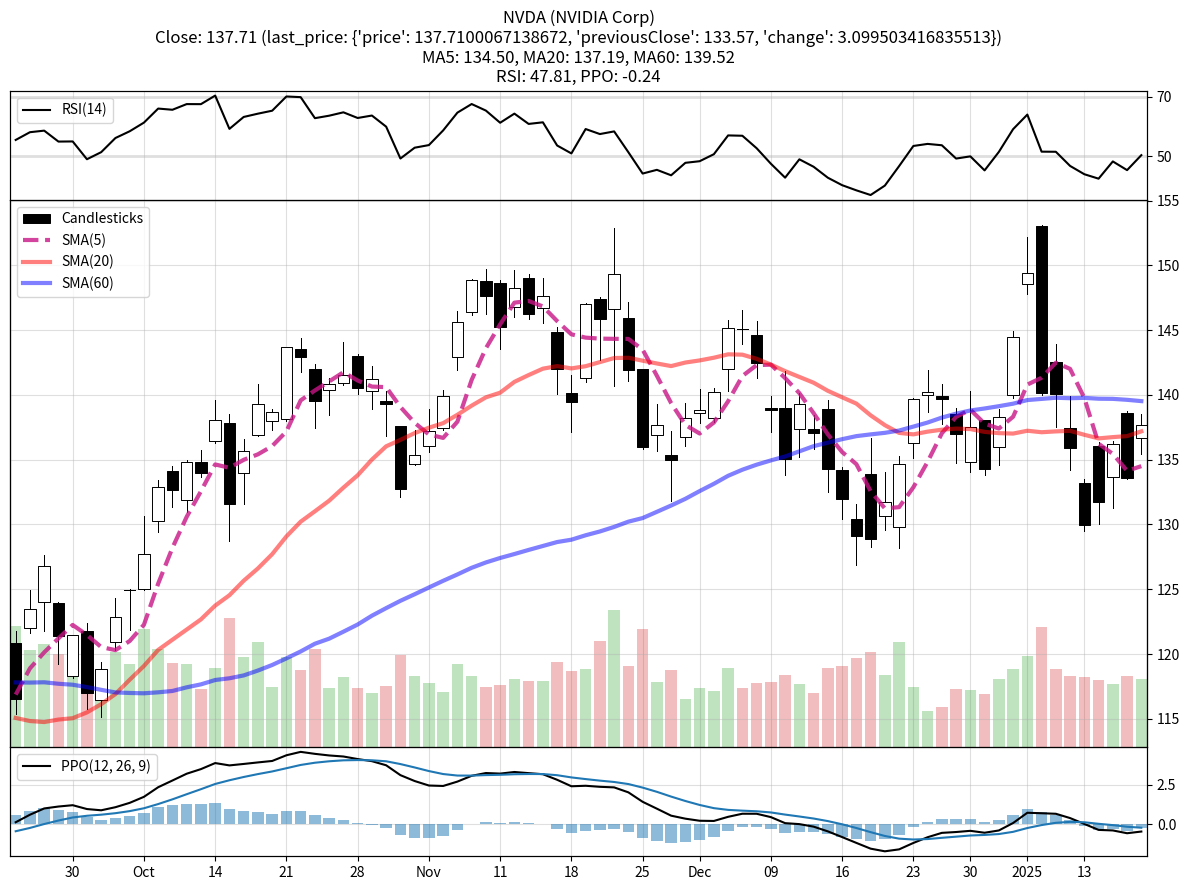 NVDA (NVIDIA Corp)
Close: 137.71 (last_price: {'price': 137.7100067138672, 'previousClose': 133.57, 'change': 3.099503416835513})
MA5: 134.50, MA20: 137.19, MA60: 139.52
RSI: 47.81, PPO: -0.24
RSI(14)
70
50
Candlesticks
SMA(5)
SMA(20)
SMA(60)
155
150
145
140
135
130
125
120
115
PPO(12, 26, 9)
2.5
0.0
30 Oct 14 21 28 Nov 11 18 25 Dec 09 16 23 30 2025 13